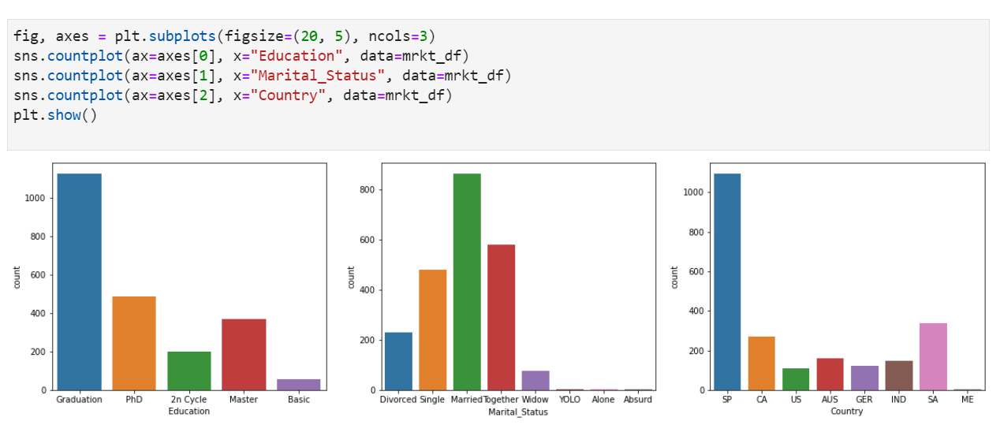 fig, axes = plt.subplots(figsize=(20, 5), ncols=3)
sns.countplot(ax=axes[0], x="Education", data=mrkt_df)
sns.countplot(ax=axes[1], x="Marital_Status", data=mrkt_df)
sns.countplot(ax=axes[2], x="Country", data=mrkt_df)
plt.show()
1000
800
600
400
200
0
count
Graduation PhD 2n Cycle Master Basic
Education
800
600
400
200
0
count
Divorced Single Married Together Widow YOLO Alone Absurd
Marital_Status
1000
800
600
400
200
0
count
SP CA US AUS GER IND SA ME
Country